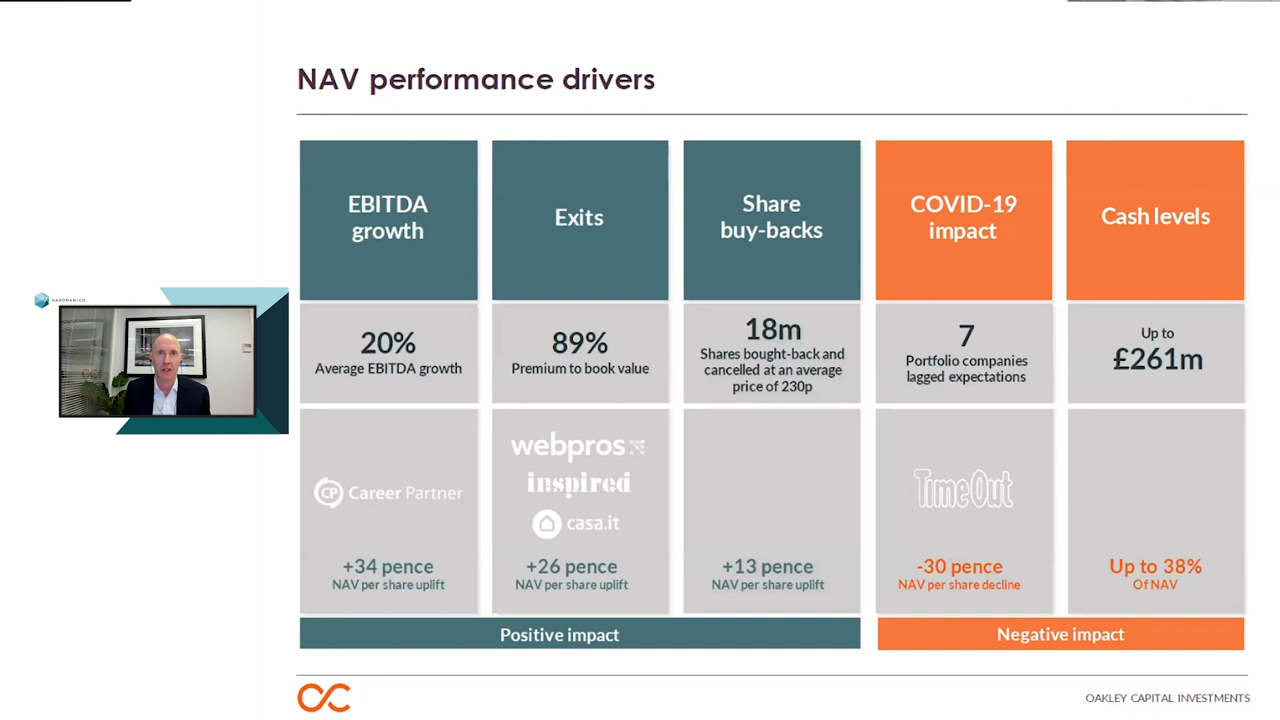 NAV performance drivers
EBITDA
growth
Exits
Share
buy-backs
COVID-19
impact
Cash levels
20%
Average EBITDA growth
89%
Premium to book value
18m
Shares bought-back and
cancelled at an average
price of 230p
7
Portfolio companies
lagged expectations
Up to
£261m
HARDMAN&CO.
CP Career Partner
webpros
inspired
casa.it
TimeOut
+34 pence
NAV per share uplift
+26 pence
NAV per share uplift
+13 pence
NAV per share uplift
-30 pence
NAV per share decline
Up to 38%
Of NAV
Positive impact
Negative impact
OAKLEY CAPITAL INVESTMENTS